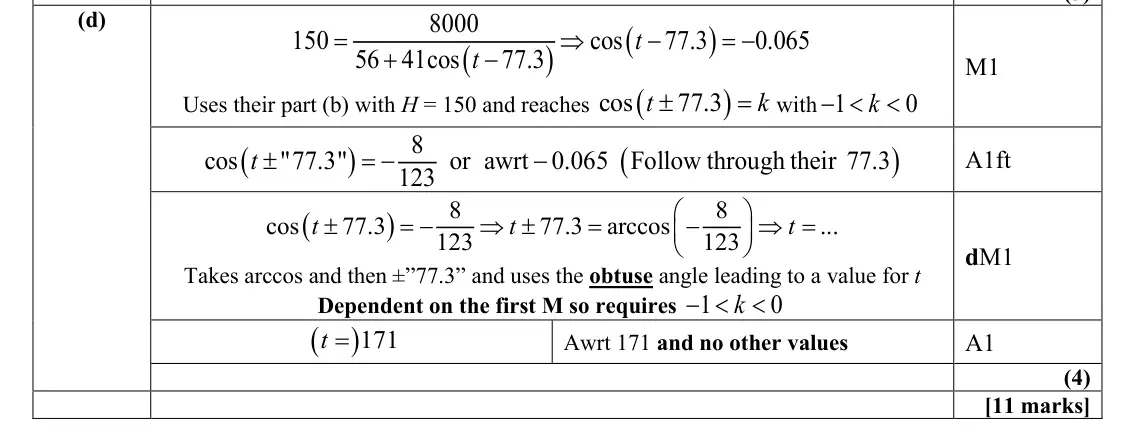 (d)
150 = 8000 / (56 + 41cos(t − 77.3)) ⇒ cos(t − 77.3) = −0.065
Uses their part (b) with H = 150 and reaches cos(t ± 77.3) = k with −1 < k < 0
M1
cos(t ± "77.3") = − 8/123 or awrt − 0.065 (Follow through their 77.3)
A1ft
cos(t ± 77.3) = − 8/123 ⇒ t ± 77.3 = arccos(− 8/123) ⇒ t = ...
Takes arccos and then ±”77.3” and uses the obtuse angle leading to a value for t
Dependent on the first M so requires −1 < k < 0
dM1
(t =)171
Awrt 171 and no other values
A1
(4)
[11 marks]